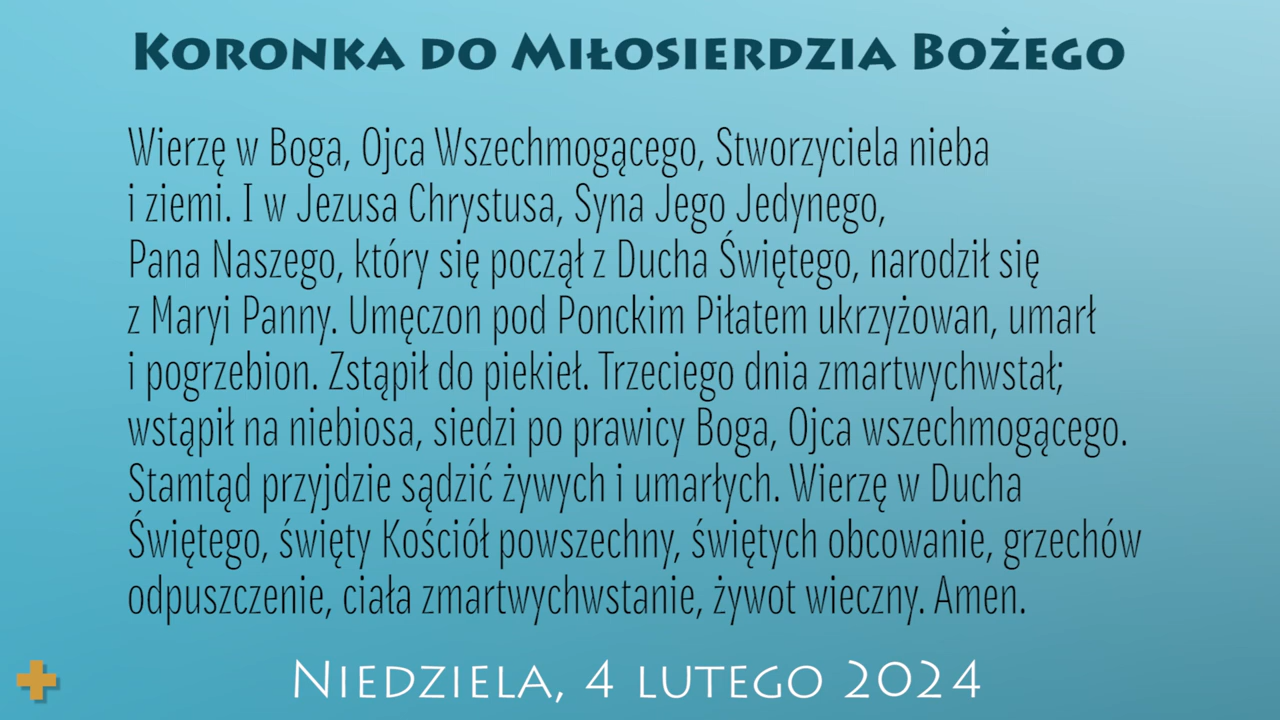 Koronka do Miłosierdzia Bożego
Wierzę w Boga, Ojca Wszechmogącego, Stworzyciela nieba
i ziemi. I w Jezusa Chrystusa, Syna Jego Jedynego,
Pana Naszego, który się począł z Ducha Świętego, narodził się
z Maryi Panny. Umęczon pod Ponckim Piłatem ukrzyżowan, umarł
i pogrzebion. Zstąpił do piekieł. Trzeciego dnia zmartwychwstał;
wstąpił na niebiosa, siedzi po prawicy Boga, Ojca wszechmogącego.
Stamtąd przyjdzie sądzić żywych i umarłych. Wierzę w Ducha
Świętego, święty Kościół powszechny, świętych obcowanie, grzechów
odpuszczenie, ciała zmartwychwstanie, żywot wieczny. Amen.
Niedziela, 4 lutego 2024